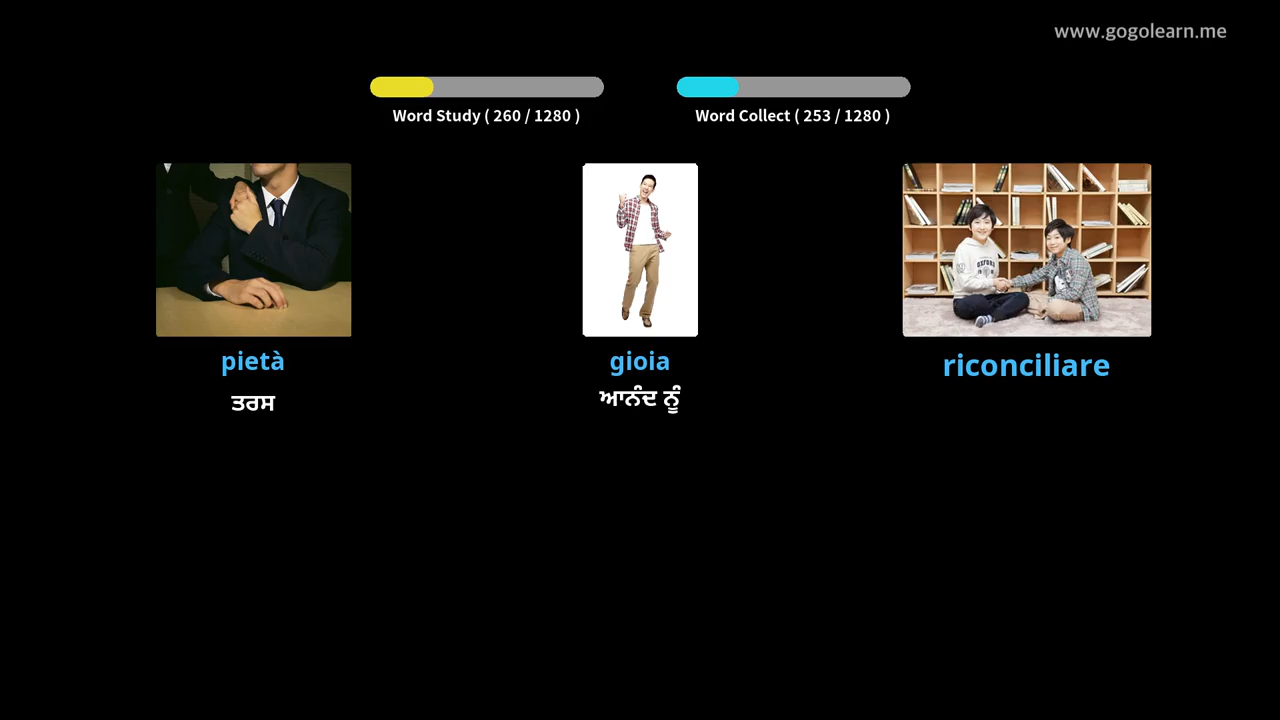 www.gogolearn.me
Word Study ( 260 / 1280 )
Word Collect ( 253 / 1280 )
pietà
gioia
riconciliare
ਤਰਸ
ਆਨੰਦ ਨੂੰ